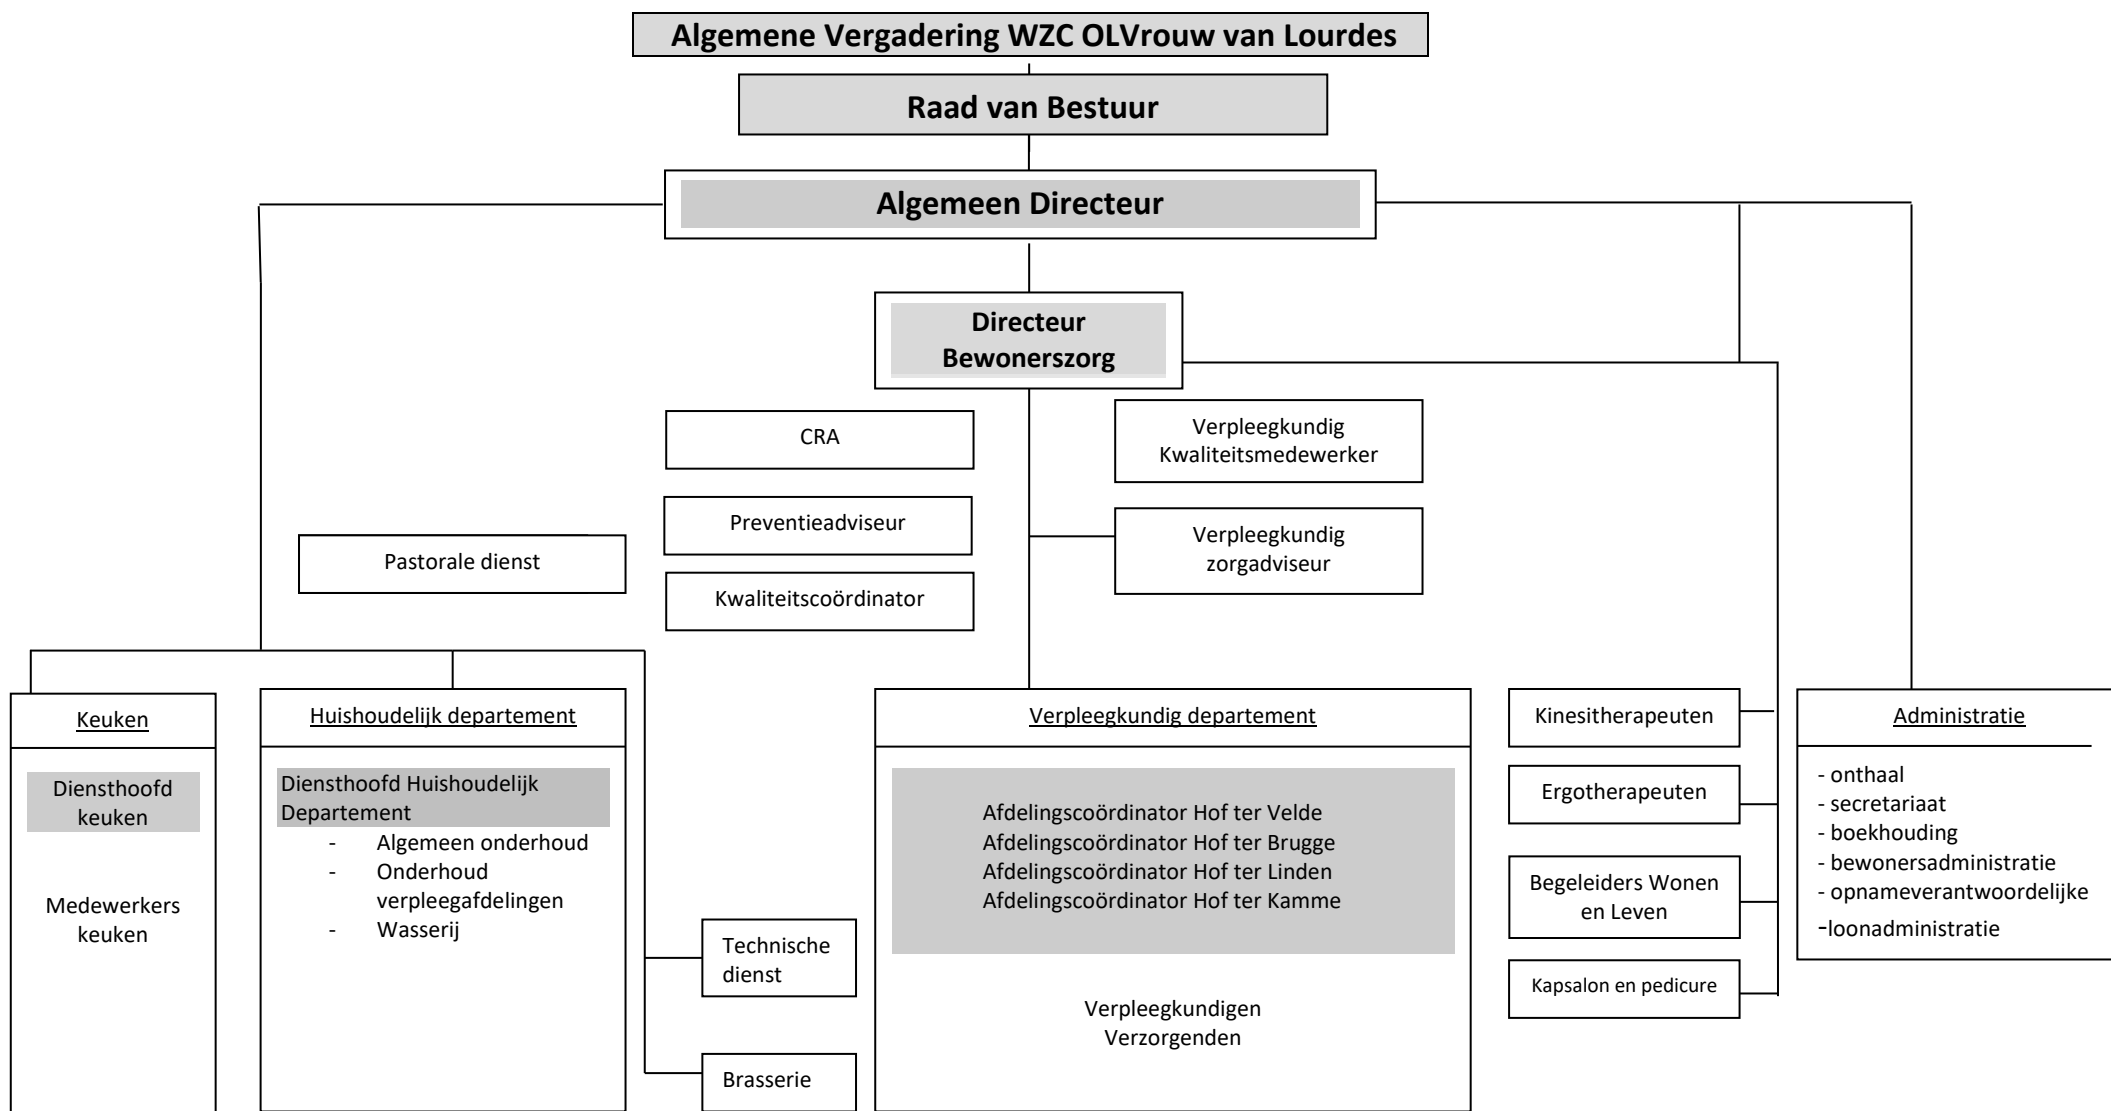 Algemene Vergadering WZC OLVrouw van Lourdes
Raad van Bestuur
Algemeen Directeur
Directeur
Bewonerszorg
CRA
Verpleegkundig
Kwaliteitsmedewerker
Preventieadviseur
Verpleegkundig
zorgadviseur
Pastorale dienst
Kwaliteitscoördinator
Keuken
Diensthoofd
keuken
Medewerkers
keuken
Huishoudelijk departement
Diensthoofd Huishoudelijk
Departement
- Algemeen onderhoud
- Onderhoud
verpleegafdelingen
- Wasserij
Technische
dienst
Brasserie
Verpleegkundig departement
Afdelingscoördinator Hof ter Velde
Afdelingscoördinator Hof ter Brugge
Afdelingscoördinator Hof ter Linden
Afdelingscoördinator Hof ter Kamme
Verpleegkundigen
Verzorgenden
Kinesitherapeuten
Ergotherapeuten
Begeleiders Wonen
en Leven
Kapsalon en pedicure
Administratie
- onthaal
- secretariaat
- boekhouding
- bewonersadministratie
- opnameverantwoordelijke
-loonadministratie